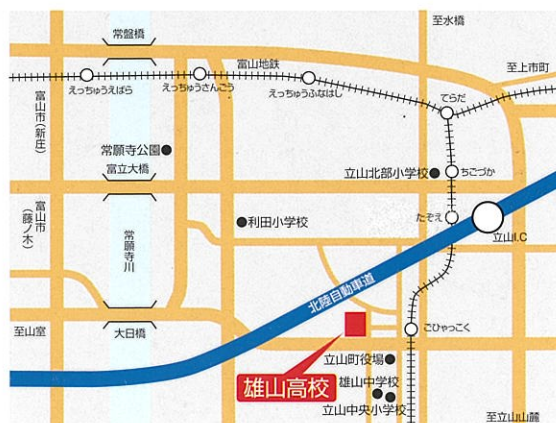 至水橋
常盤橋
富山地鉄
至上市町
えっちゅうえばら
えっちゅうさんごう
えっちゅうふなはし
てらだ
富山市(新庄)
常願寺公園
富立大橋
立山北部小学校
ちごづか
富山市(藤ノ木)
常願寺川
利田小学校
たぞえ
立山I.C
北陸自動車道
至山室
大日橋
ごひゃっこく
立山町役場
雄山高校
雄山中学校
立山中央小学校
至立山山麓